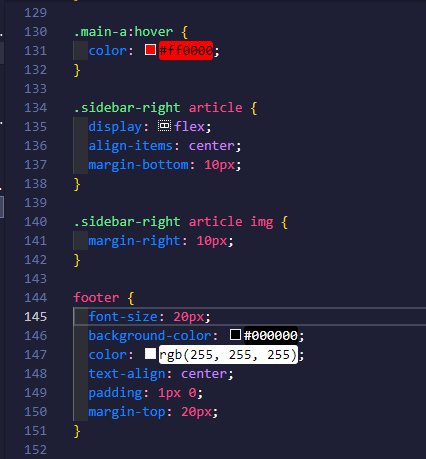 129
130 .main-a:hover {
131 color: #ff0000;
132 }
133
134 .sidebar-right article {
135 display: flex;
136 align-items: center;
137 margin-bottom: 10px;
138 }
139
140 .sidebar-right article img {
141 margin-right: 10px;
142 }
143
144 footer {
145 font-size: 20px;
146 background-color: #000000;
147 color: rgb(255, 255, 255);
148 text-align: center;
149 padding: 1px 0;
150 margin-top: 20px;
151 }
152